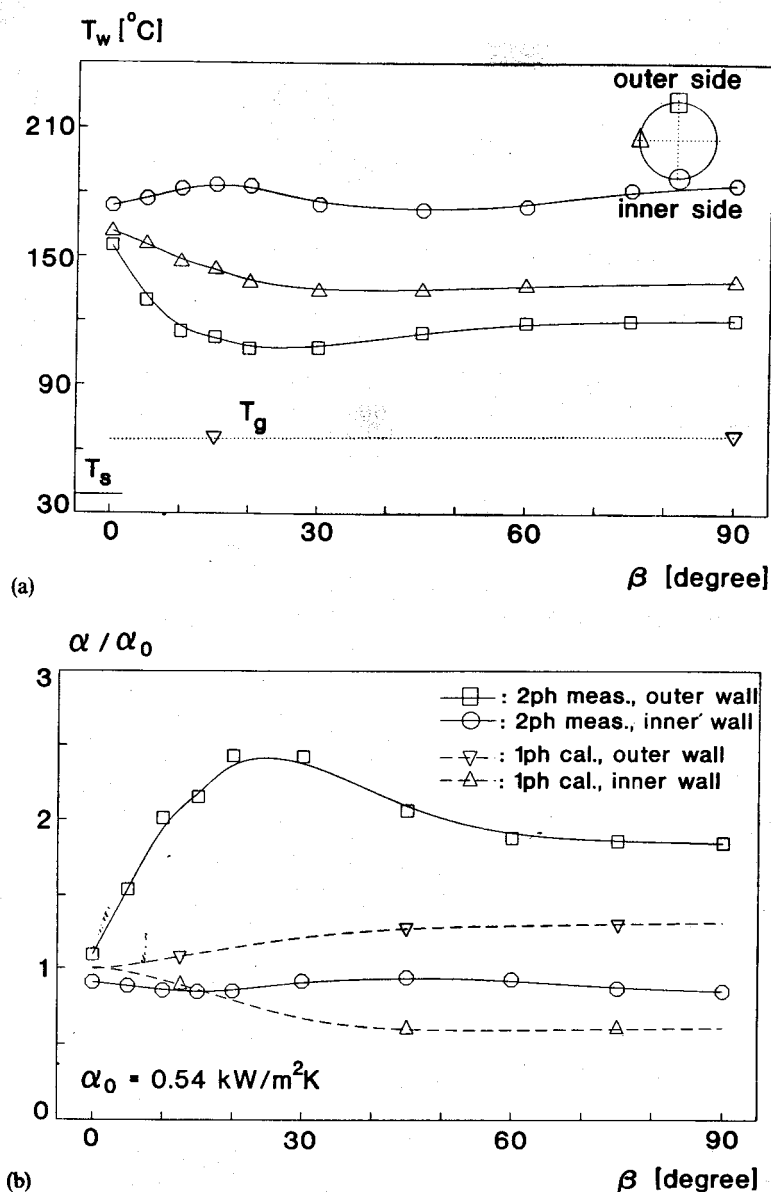 T_w [°C]
outer side
210
inner side
150
90
T_g
T_s
30
0 30 60 90
(a)
β [degree]
α / α_0
3
: 2ph meas., outer wall
: 2ph meas., inner wall
: 1ph cal., outer wall
: 1ph cal., inner wall
2
1
α_0 = 0.54 kW/m²K
0
0 30 60 90
(b)
β [degree]